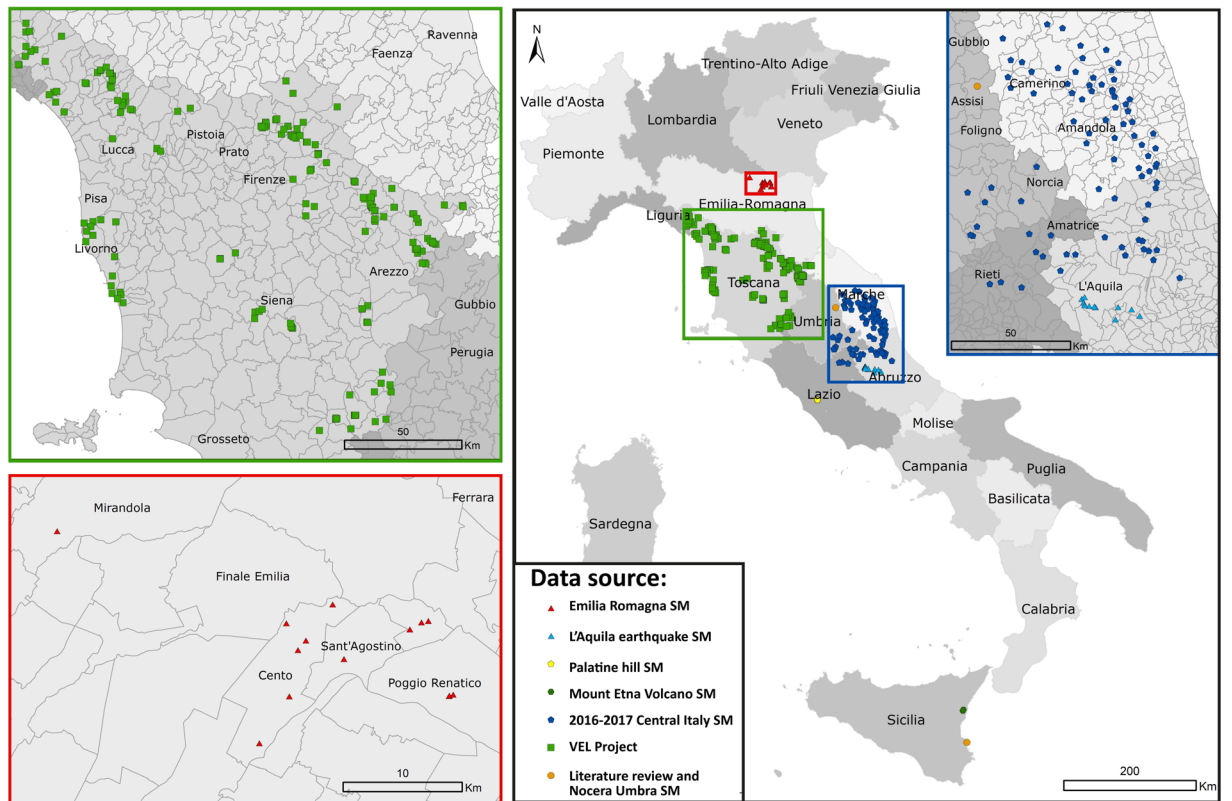 Ravenna
Faenza
Pistoia
Prato
Lucca
Firenze
Pisa
Livorno
Arezzo
Siena
Gubbio
Perugia
Grosseto
50
Km
Ferrara
Mirandola
Finale Emilia
Sant'Agostino
Cento
Poggio Renatico
10
Km
N
Trentino-Alto Adige
Friuli Venezia Giulia
Valle d'Aosta
Lombardia
Veneto
Piemonte
Emilia-Romagna
Liguria
Toscana
Marche
Umbria
Abruzzo
Lazio
Molise
Campania
Puglia
Basilicata
Sardegna
Calabria
Sicilia
200
Km
Gubbio
Camerino
Assisi
Foligno
Amandola
Norcia
Amatrice
Rieti
L'Aquila
50
Km
Data source:
Emilia Romagna SM
L'Aquila earthquake SM
Palatine hill SM
Mount Etna Volcano SM
2016-2017 Central Italy SM
VEL Project
Literature review and
Nocera Umbra SM